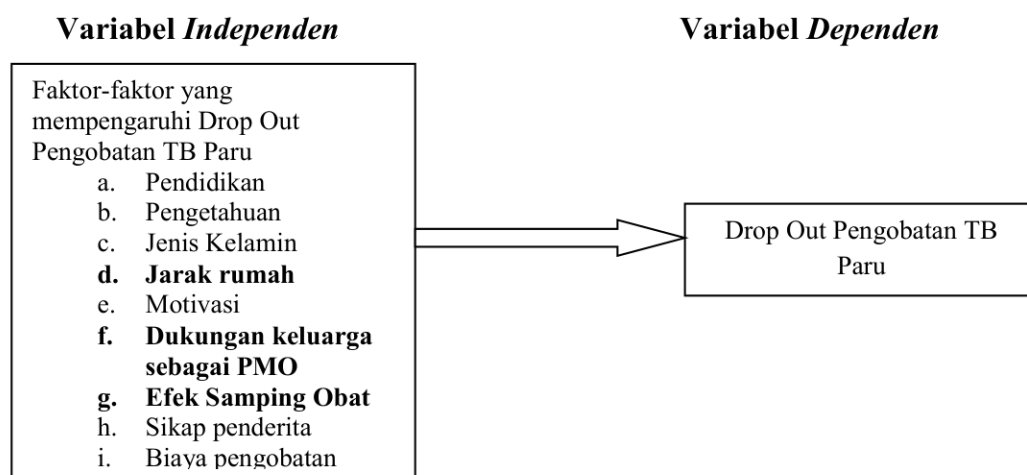 Variabel Independen
Variabel Dependen
Faktor-faktor yang
mempengaruhi Drop Out
Pengobatan TB Paru
a. Pendidikan
b. Pengetahuan
c. Jenis Kelamin
d. Jarak rumah
e. Motivasi
f. Dukungan keluarga
sebagai PMO
g. Efek Samping Obat
h. Sikap penderita
i. Biaya pengobatan
Drop Out Pengobatan TB
Paru